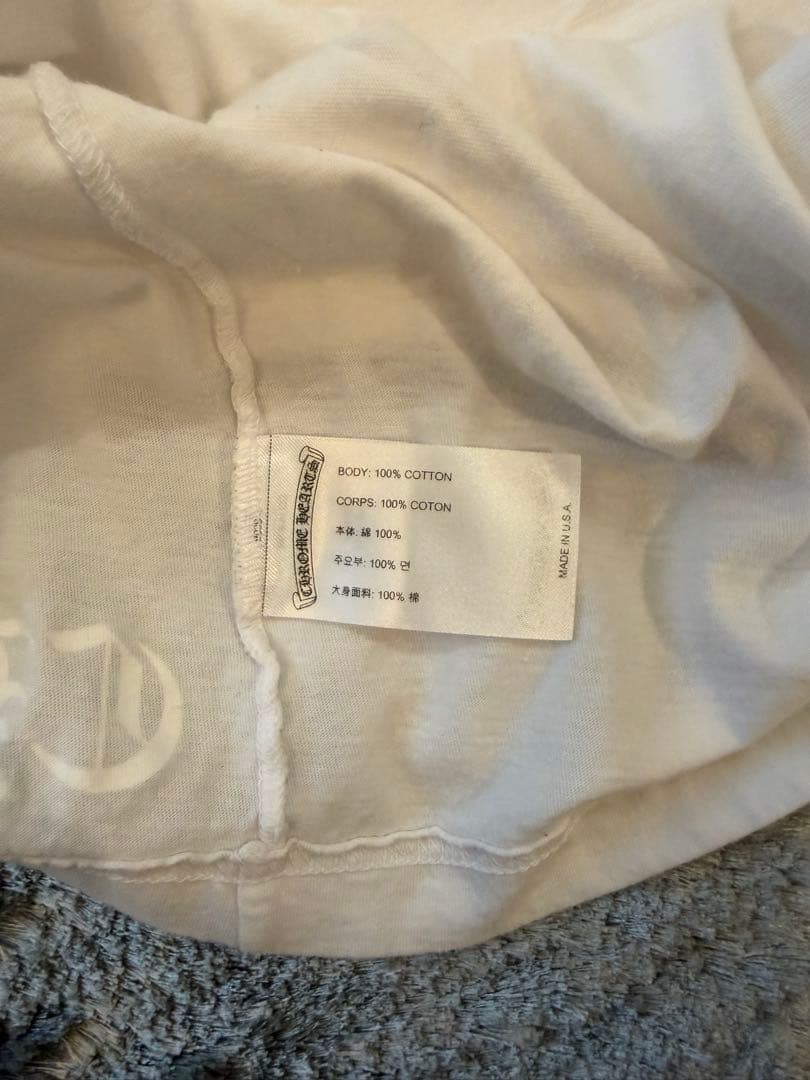 CHROME HEARTS
BODY: 100% COTTON
CORPS: 100% COTON
本体: 綿 100%
주요부: 100% 면
大身面料: 100% 棉
MADE IN U.S.A.